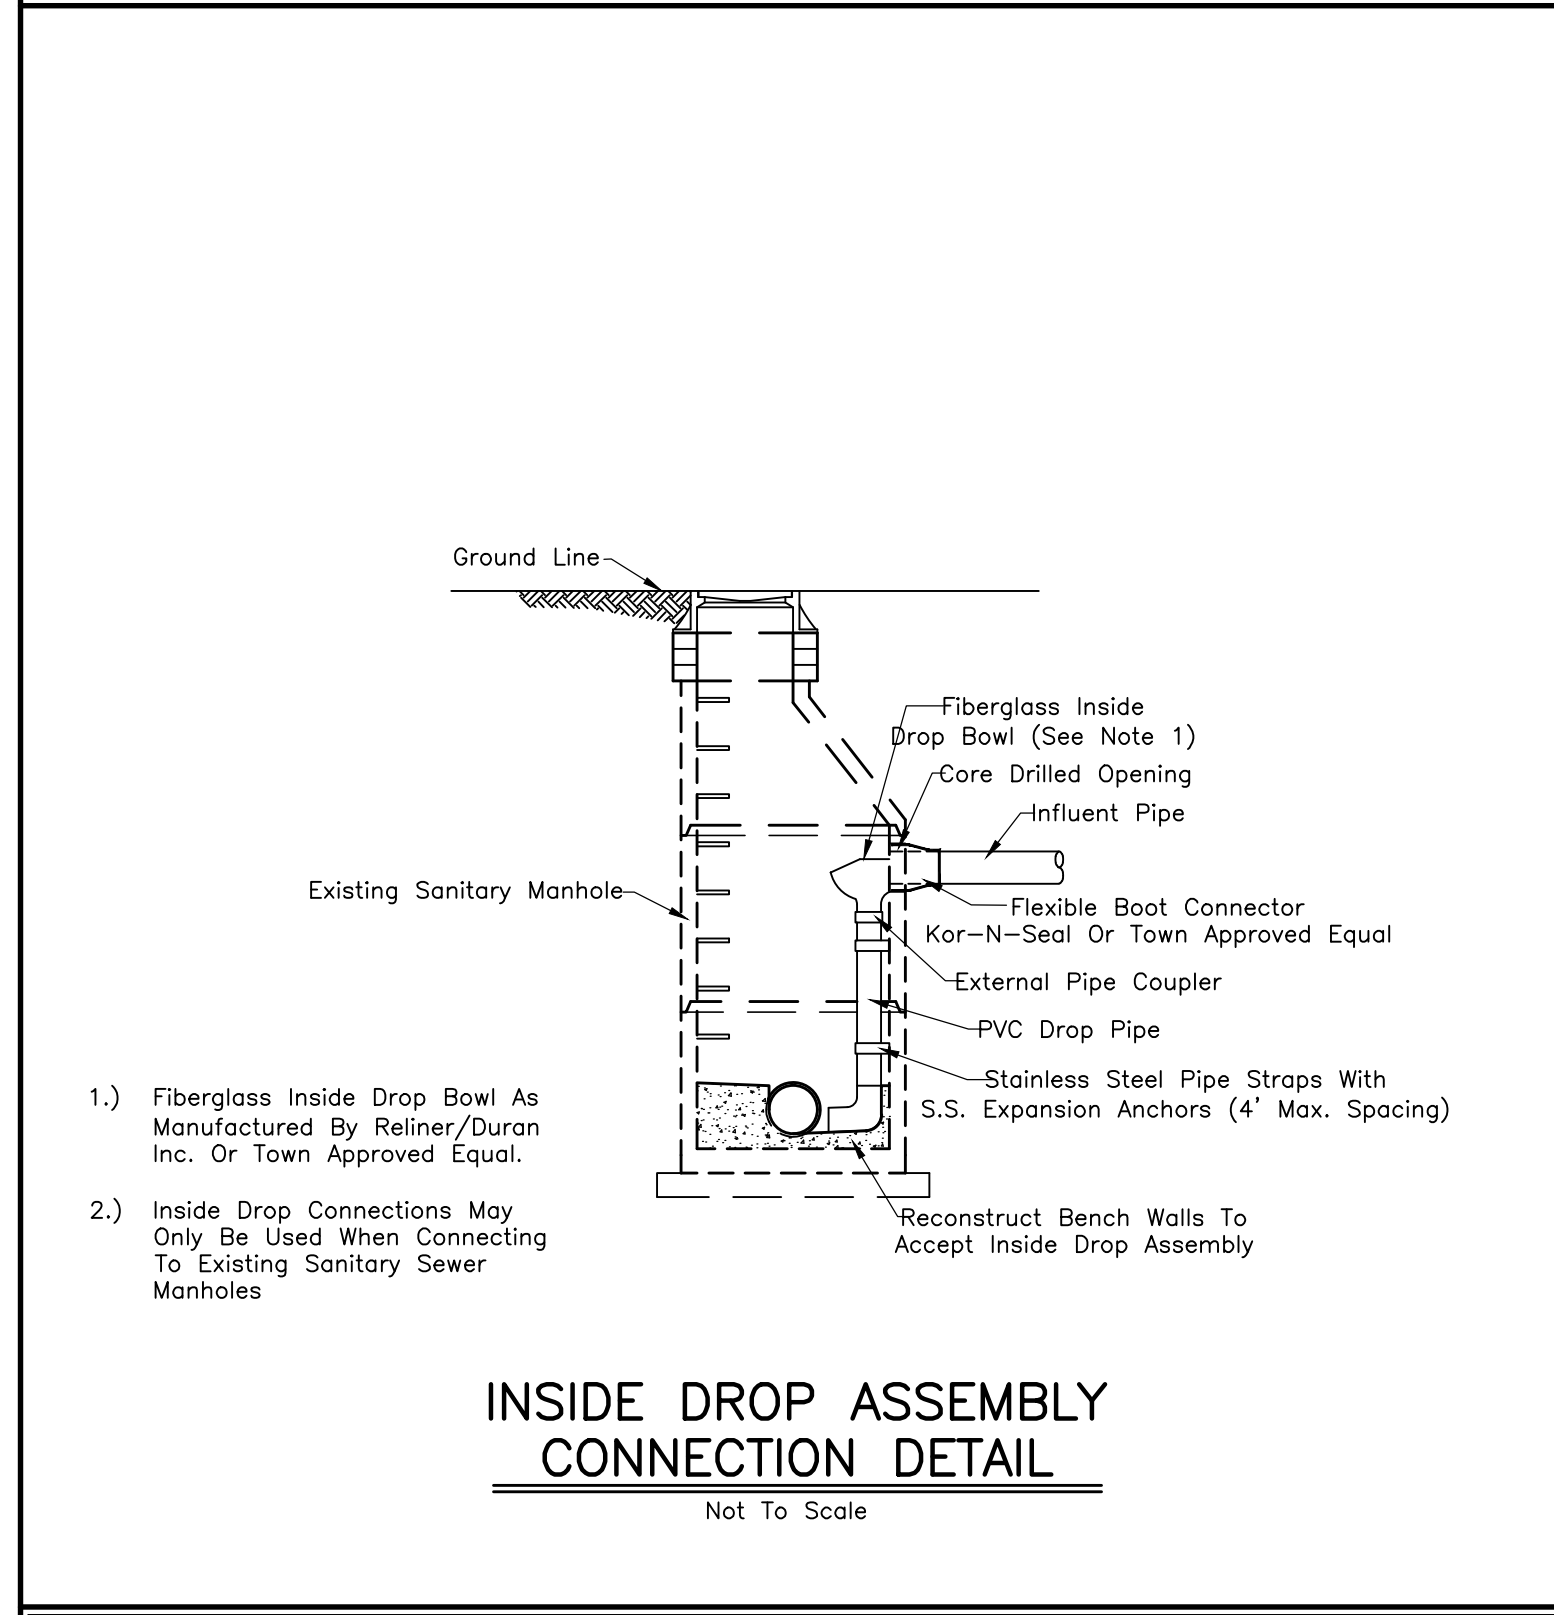 Ground Line
Fiberglass Inside
Drop Bowl (See Note 1)
Core Drilled Opening
Influent Pipe
Existing Sanitary Manhole
Flexible Boot Connector
Kor-N-Seal Or Town Approved Equal
External Pipe Coupler
PVC Drop Pipe
Stainless Steel Pipe Straps With
S.S. Expansion Anchors (4' Max. Spacing)
1.) Fiberglass Inside Drop Bowl As
Manufactured By Reliner/Duran
Inc. Or Town Approved Equal.
2.) Inside Drop Connections May
Only Be Used When Connecting
To Existing Sanitary Sewer
Manholes
Reconstruct Bench Walls To
Accept Inside Drop Assembly
INSIDE DROP ASSEMBLY
CONNECTION DETAIL
Not To Scale